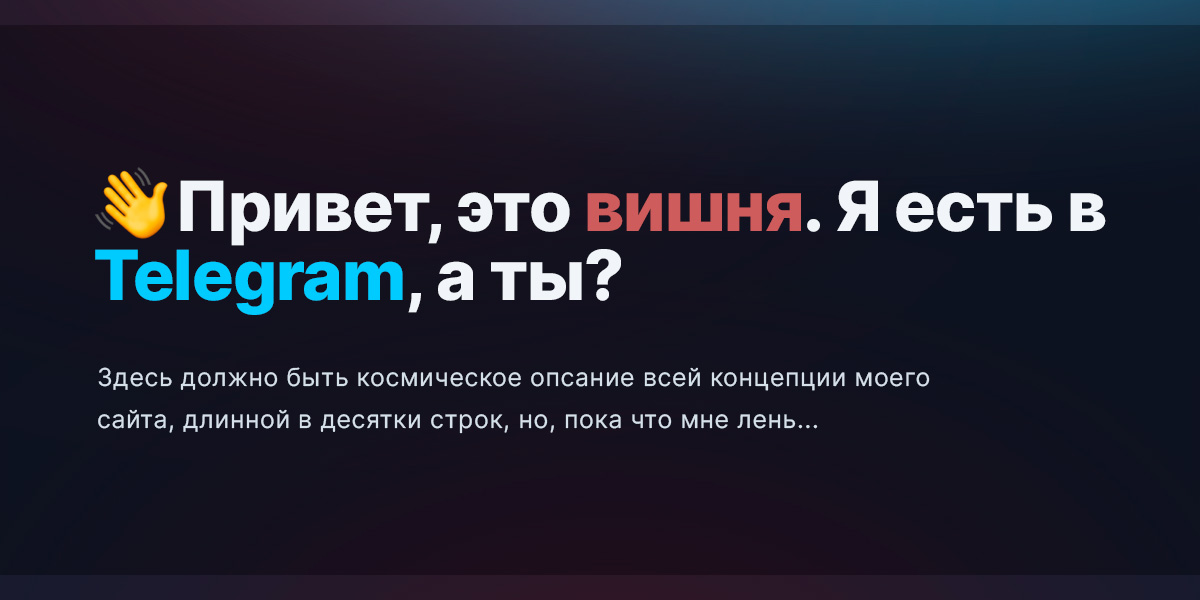 👋Привет, это вишня. Я есть в
Telegram, а ты?
Здесь должно быть космическое опсание всей концепции моего
сайта, длинной в десятки строк, но, пока что мне лень...